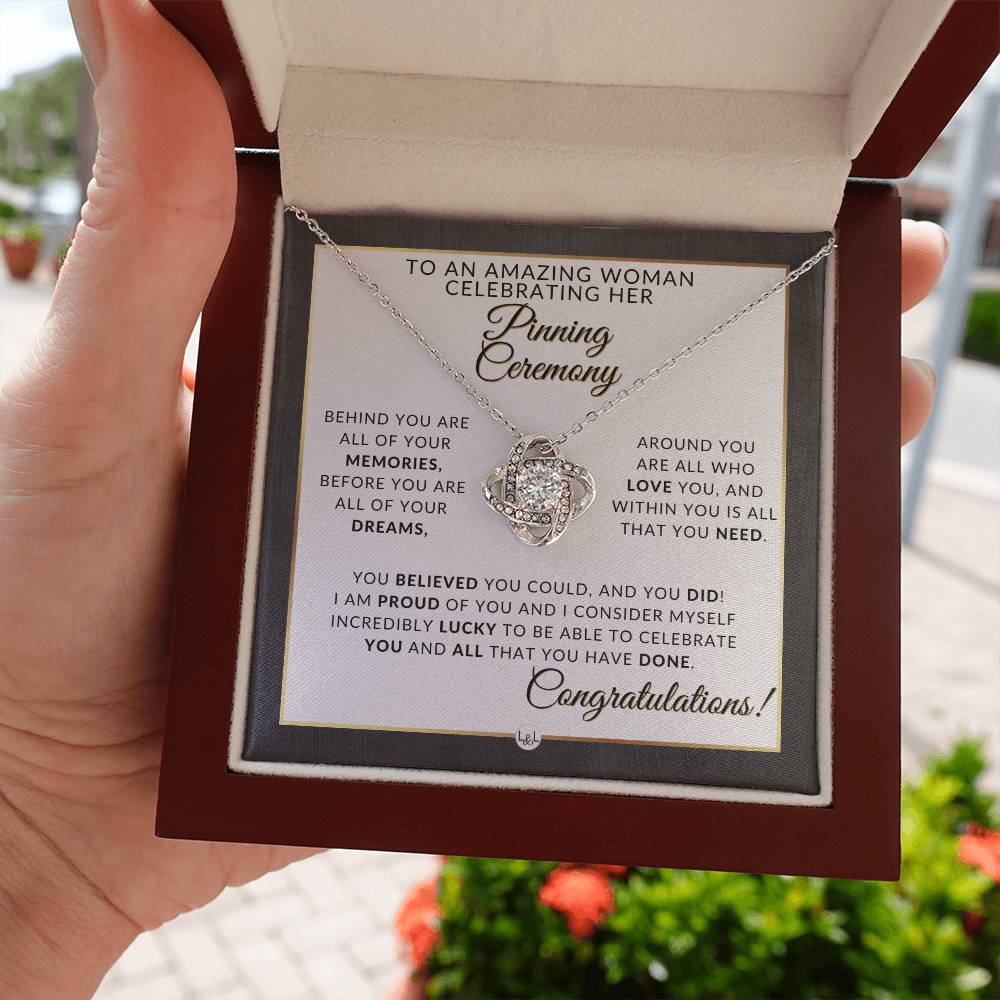 TO AN AMAZING WOMAN
CELEBRATING HER
Pinning
Ceremony
BEHIND YOU ARE
ALL OF YOUR
MEMORIES,
BEFORE YOU ARE
ALL OF YOUR
DREAMS,
AROUND YOU
ARE ALL WHO
LOVE YOU, AND
WITHIN YOU IS ALL
THAT YOU NEED.
YOU BELIEVED YOU COULD, AND YOU DID!
I AM PROUD OF YOU AND I CONSIDER MYSELF
INCREDIBLY LUCKY TO BE ABLE TO CELEBRATE
YOU AND ALL THAT YOU HAVE DONE.
Congratulations!
L&L